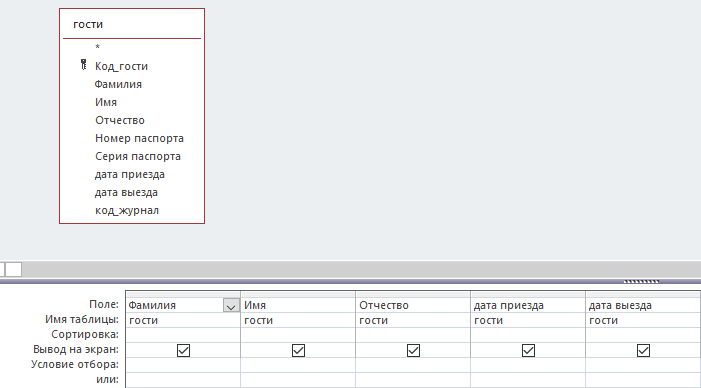 гости
*
Код_гости
Фамилия
Имя
Отчество
Номер паспорта
Серия паспорта
дата приезда
дата выезда
код_журнал
Поле: Фамилия Имя Отчество дата приезда дата выезда
Имя таблицы: гости гости гости гости гости
Сортировка:
Вывод на экран:
Условие отбора:
или: